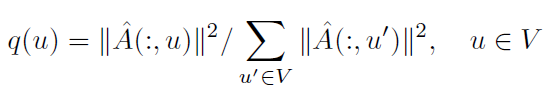 q(u) = ‖Â(:, u)‖² / ∑_{u'∈V} ‖Â(:, u')‖², u ∈ V